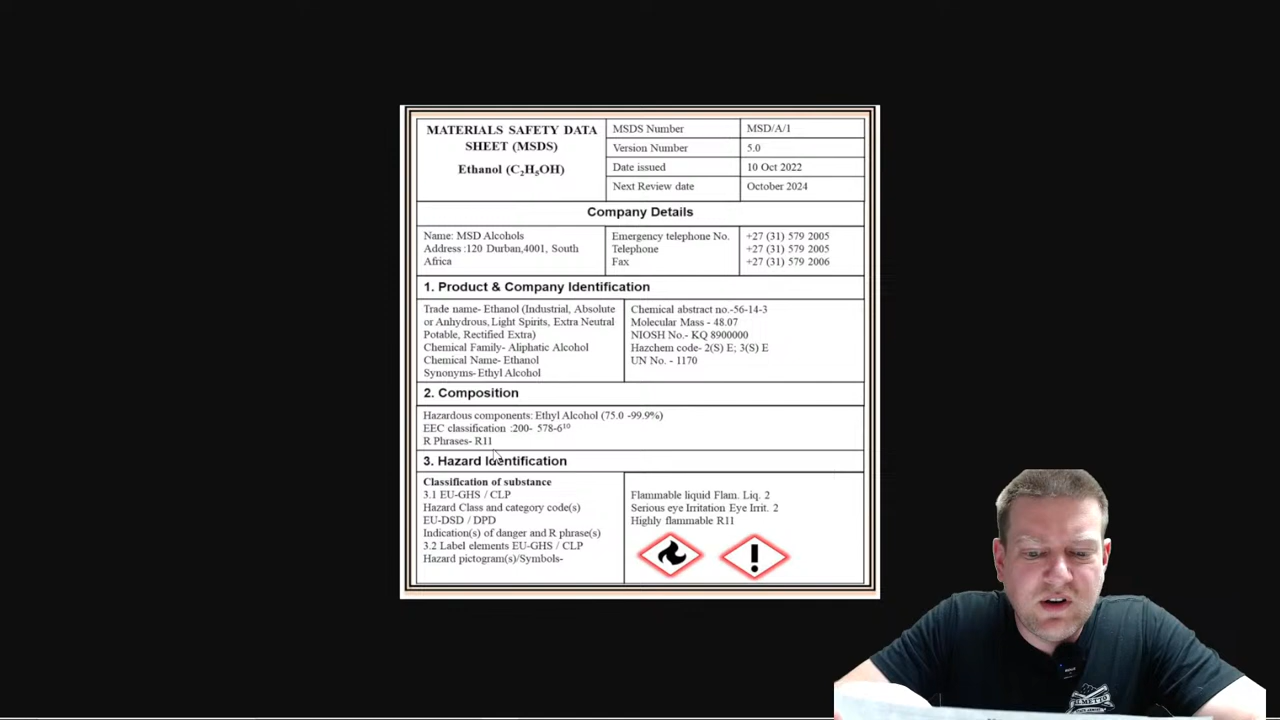 MATERIALS SAFETY DATA
SHEET (MSDS)
Ethanol (C₂H₅OH)
MSDS Number
MSD/A/1
Version Number
5.0
Date issued
10 Oct 2022
Next Review date
October 2024
Company Details
Name: MSD Alcohols
Address :120 Durban,4001, South
Africa
Emergency telephone No.
Telephone
Fax
+27 (31) 579 2005
+27 (31) 579 2005
+27 (31) 579 2006
1. Product & Company Identification
Trade name- Ethanol (Industrial, Absolute
or Anhydrous, Light Spirits, Extra Neutral
Potable, Rectified Extra)
Chemical Family- Aliphatic Alcohol
Chemical Name- Ethanol
Synonyms- Ethyl Alcohol
Chemical abstract no.-56-14-3
Molecular Mass - 48.07
NIOSH No.- KQ 8900000
Hazchem code- 2(S) E; 3(S) E
UN No. - 1170
2. Composition
Hazardous components: Ethyl Alcohol (75.0 -99.9%)
EEC classification :200- 578-6¹⁰
R Phrases- R11
3. Hazard Identification
Classification of substance
3.1 EU-GHS / CLP
Hazard Class and category code(s)
EU-DSD / DPD
Indication(s) of danger and R phrase(s)
3.2 Label elements EU-GHS / CLP
Hazard pictogram(s)/Symbols-
Flammable liquid Flam. Liq. 2
Serious eye Irritation Eye Irrit. 2
Highly flammable R11